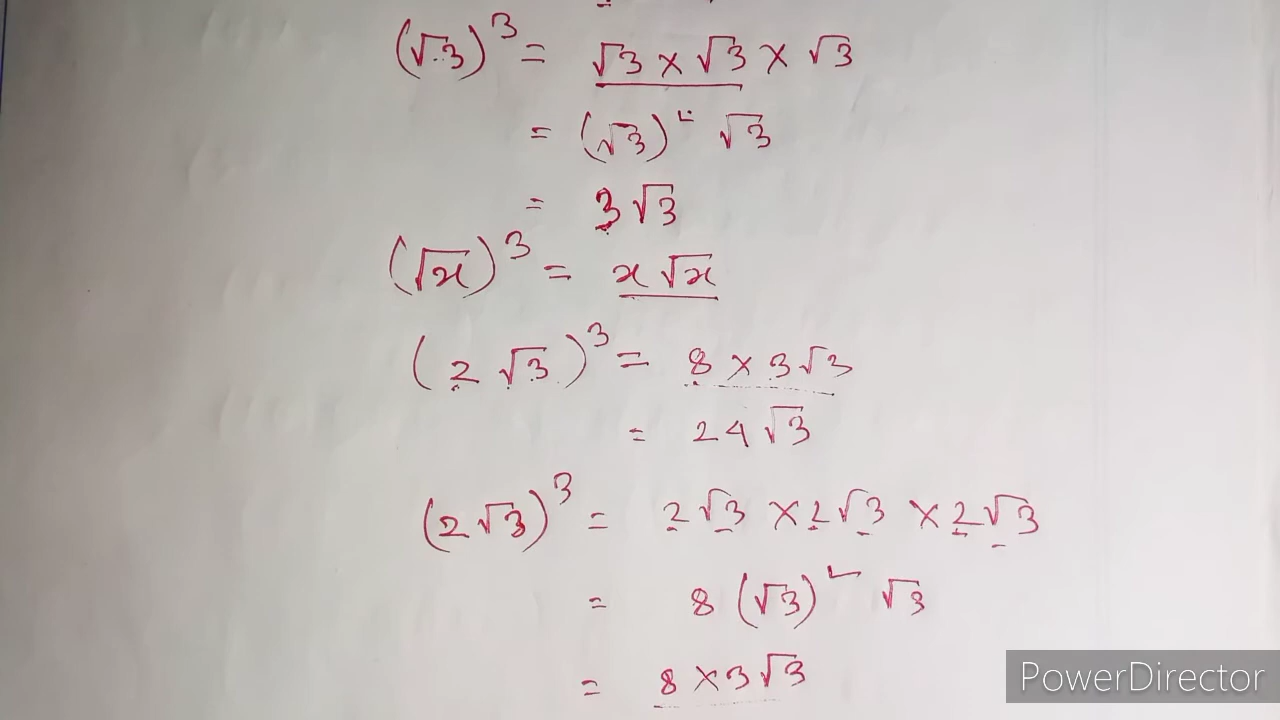 (√3)³ = √3 × √3 × √3
= (√3)² √3
= 3√3
(√x)³ = x√x
(2√3)³ = 8 × 3√3
= 24√3
(2√3)³ = 2√3 × 2√3 × 2√3
= 8 (√3)² √3
= 8 × 3√3
PowerDirector